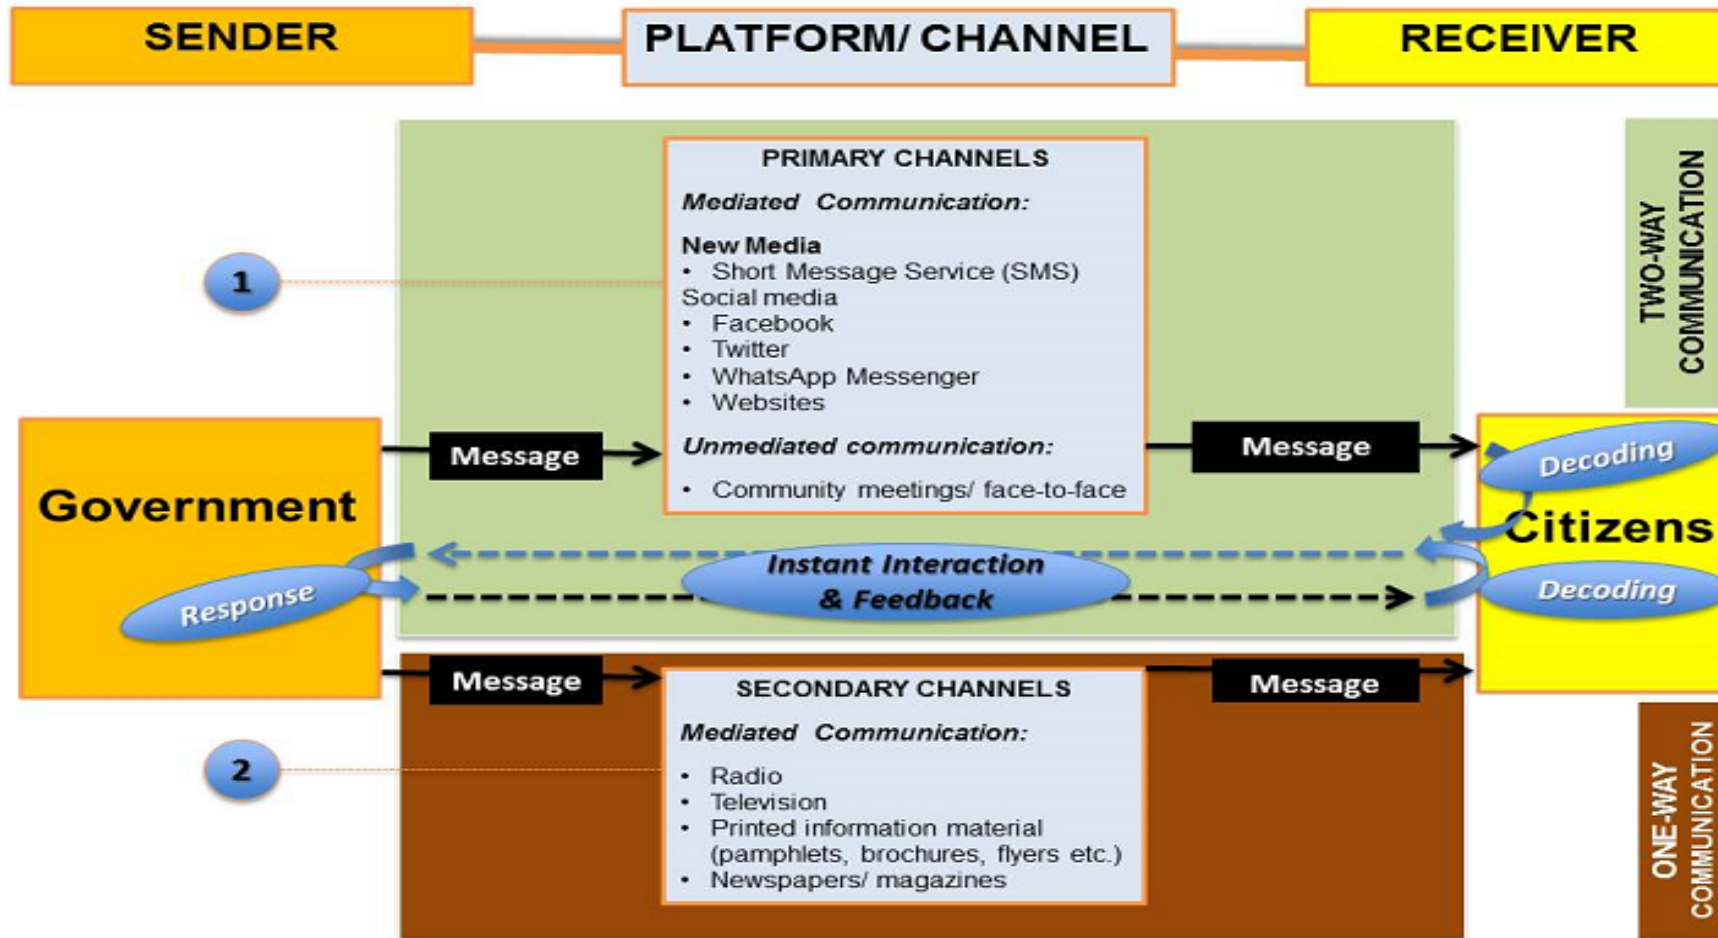 SENDER
PLATFORM/ CHANNEL
RECEIVER
PRIMARY CHANNELS
Mediated Communication:
New Media
• Short Message Service (SMS)
Social media
• Facebook
• Twitter
• WhatsApp Messenger
• Websites
Unmediated communication:
• Community meetings/ face-to-face
TWO-WAY
COMMUNICATION
1
Government
Message
Message
Decoding
Citizens
Decoding
Instant Interaction
& Feedback
Response
Message
Message
SECONDARY CHANNELS
Mediated Communication:
• Radio
• Television
• Printed information material
(pamphlets, brochures, flyers etc.)
• Newspapers/ magazines
2
ONE-WAY
COMMUNICATION